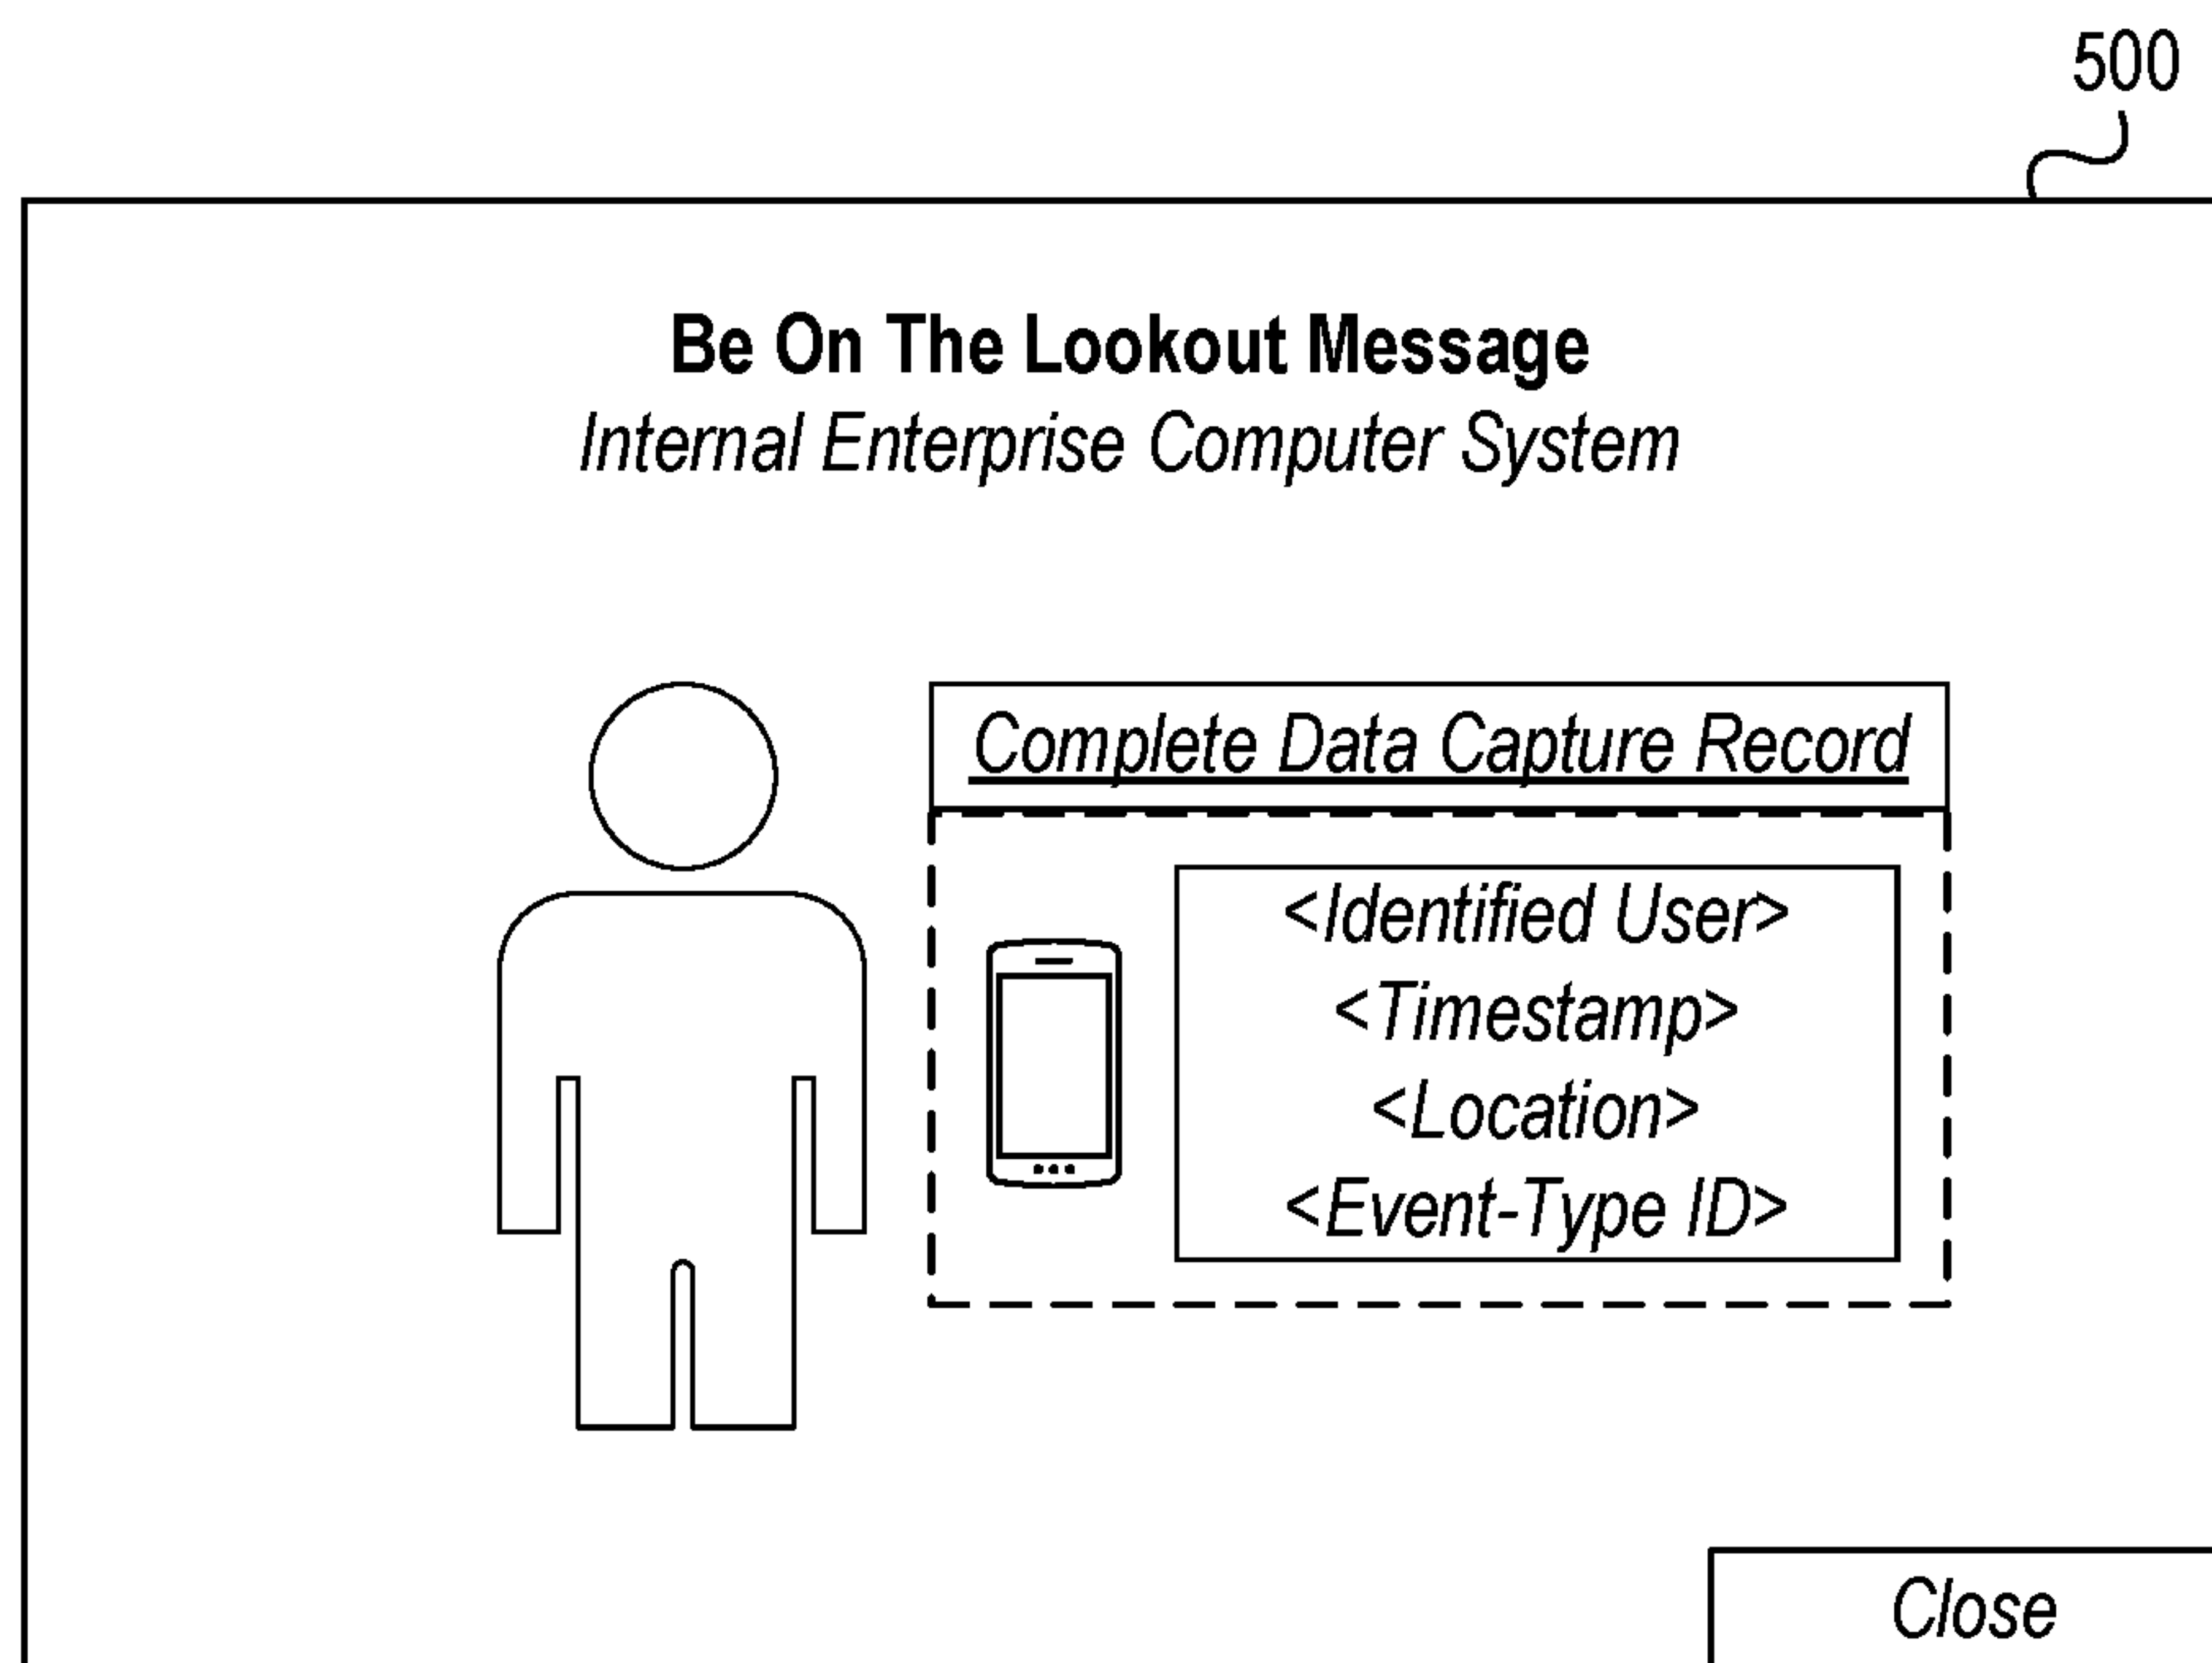 500
Be On The Lookout Message
Internal Enterprise Computer System
Complete Data Capture Record
<Identified User>
<Timestamp>
<Location>
<Event-Type ID>
Close